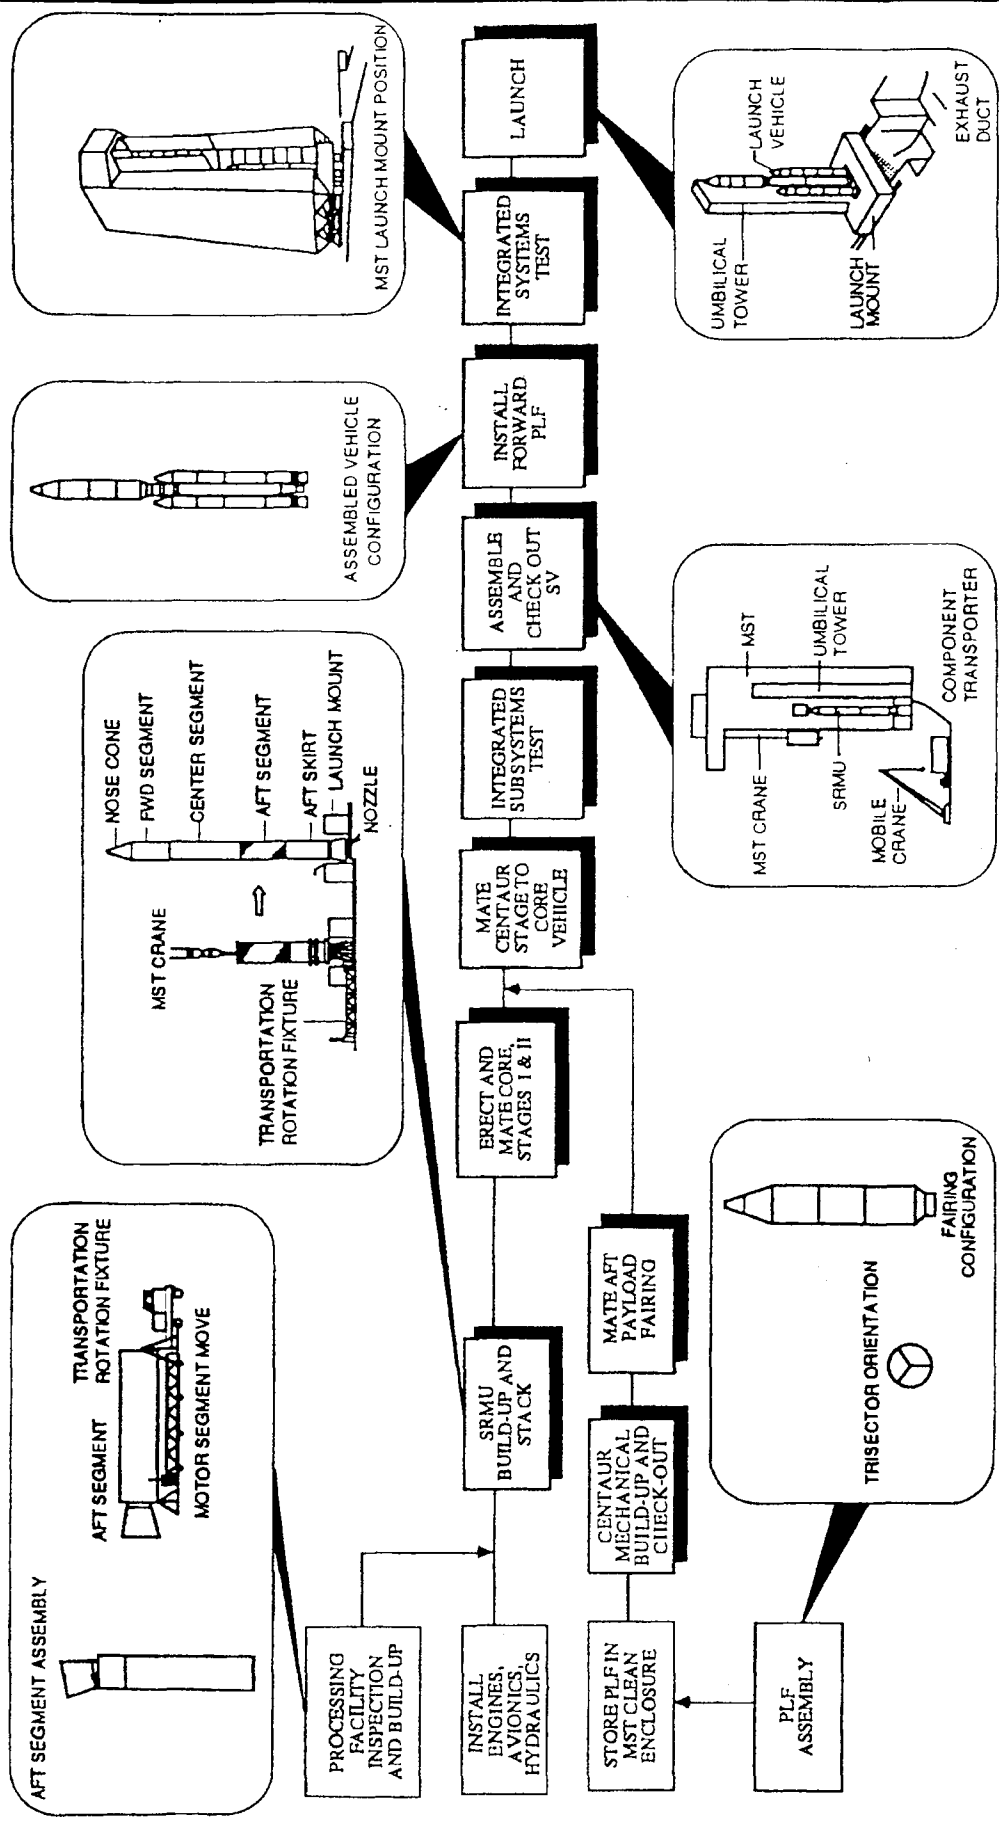 AFT SEGMENT ASSEMBLY
AFT SEGMENT
TRANSPORTATION
ROTATION FIXTURE
MOTOR SEGMENT MOVE
MST CRANE
TRANSPORTATION
ROTATION FIXTURE
NOSE CONE
FWD SEGMENT
CENTER SEGMENT
AFT SEGMENT
AFT SKIRT
LAUNCH MOUNT
NOZZLE
ASSEMBLED VEHICLE
CONFIGURATION
MST LAUNCH MOUNT POSITION
PROCESSING
FACILITY
INSPECTION
AND BUILD-UP
INSTALL
ENGINES,
AVIONICS,
HYDRAULICS
SRMU
BUILD-UP AND
STACK
ERECT AND
MATE CORE,
STAGES I & II
MATE
CENTAUR
STAGE TO
CORE
VEHICLE
INTEGRATED
SUBSYSTEMS
TEST
ASSEMBLE
AND
CHECK OUT
SV
INSTALL
FORWARD
PLF
INTEGRATED
SYSTEMS
TEST
LAUNCH
STORE PLF IN
MST CLEAN
ENCLOSURE
CENTAUR
MECHANICAL
BUILD-UP AND
CHECK-OUT
MATE AFT
PAYLOAD
FAIRING
PLF
ASSEMBLY
TRISECTOR ORIENTATION
FAIRING
CONFIGURATION
MST CRANE
SRMU
MOBILE
CRANE
MST
UMBILICAL
TOWER
COMPONENT
TRANSPORTER
UMBILICAL
TOWER
LAUNCH
MOUNT
LAUNCH
VEHICLE
EXHAUST
DUCT